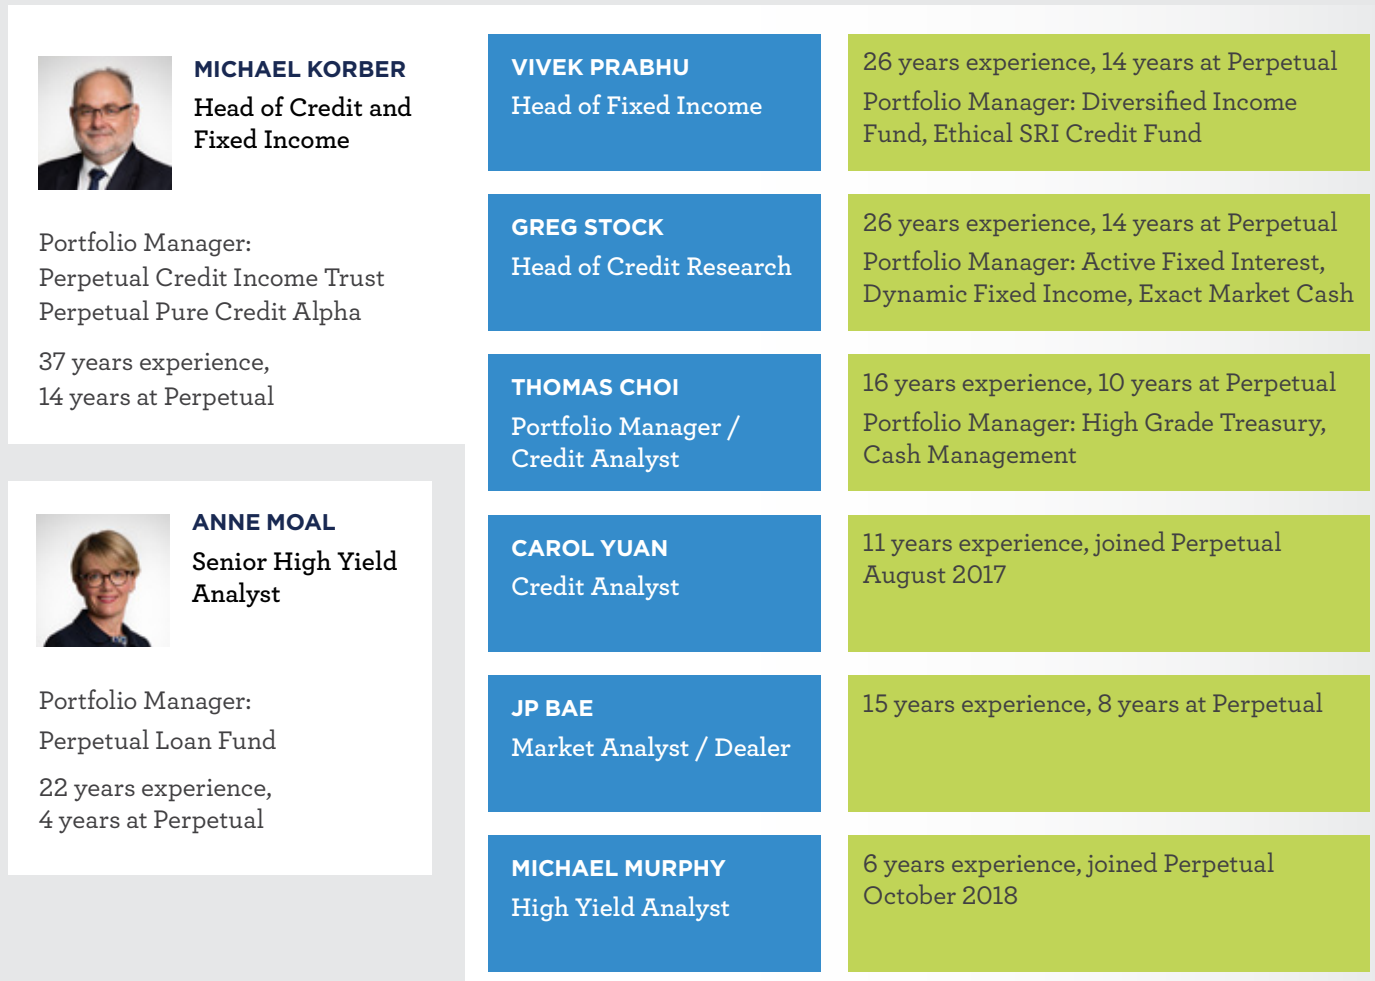 MICHAEL KORBER
Head of Credit and
Fixed Income
Portfolio Manager:
Perpetual Credit Income Trust
Perpetual Pure Credit Alpha
37 years experience,
14 years at Perpetual
ANNE MOAL
Senior High Yield
Analyst
Portfolio Manager:
Perpetual Loan Fund
22 years experience,
4 years at Perpetual
VIVEK PRABHU
Head of Fixed Income
26 years experience, 14 years at Perpetual
Portfolio Manager: Diversified Income
Fund, Ethical SRI Credit Fund
GREG STOCK
Head of Credit Research
26 years experience, 14 years at Perpetual
Portfolio Manager: Active Fixed Interest,
Dynamic Fixed Income, Exact Market Cash
THOMAS CHOI
Portfolio Manager /
Credit Analyst
16 years experience, 10 years at Perpetual
Portfolio Manager: High Grade Treasury,
Cash Management
CAROL YUAN
Credit Analyst
11 years experience, joined Perpetual
August 2017
JP BAE
Market Analyst / Dealer
15 years experience, 8 years at Perpetual
MICHAEL MURPHY
High Yield Analyst
6 years experience, joined Perpetual
October 2018